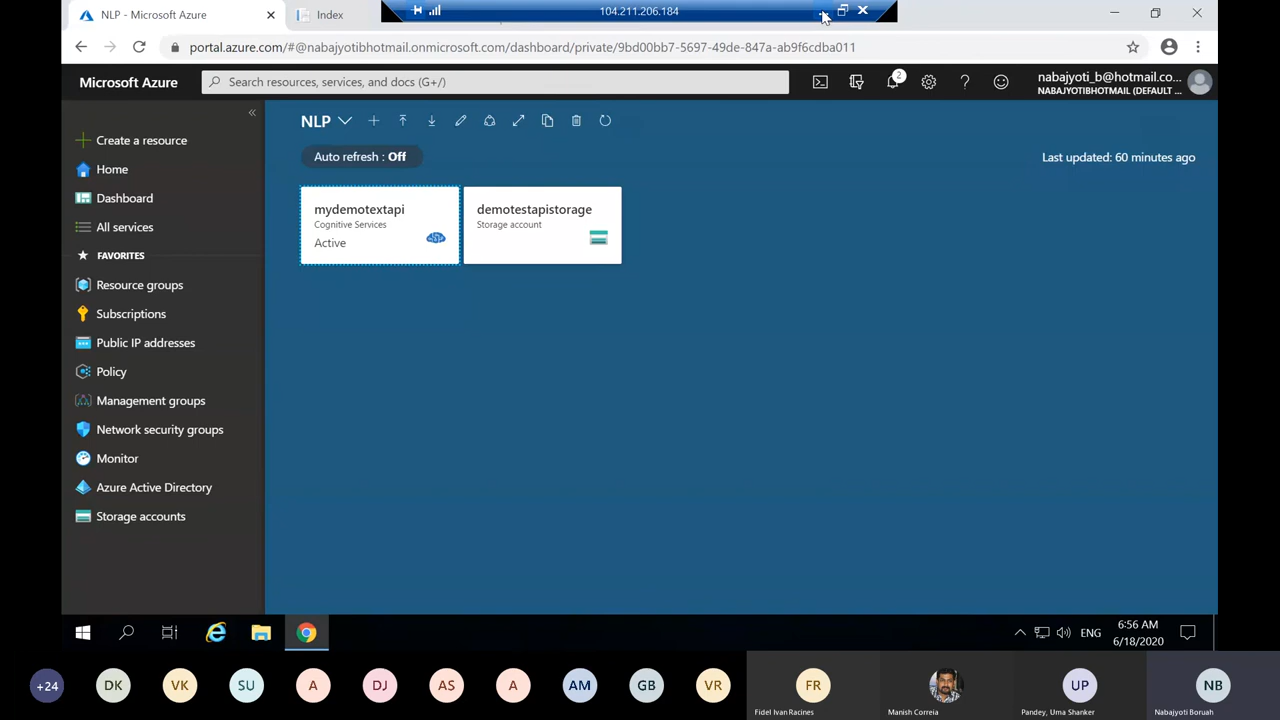 NLP - Microsoft Azure
Index
104.211.206.184
portal.azure.com/#@nabajyotibhotmail.onmicrosoft.com/dashboard/private/9bd00bb7-5697-49de-847a-ab9f6cdba011
Microsoft Azure
Search resources, services, and docs (G+/)
2
nabajyoti_b@hotmail.co...
NABAJYOTIBHOTMAIL (DEFAULT ...
Create a resource
Home
Dashboard
All services
FAVORITES
Resource groups
Subscriptions
Public IP addresses
Policy
Management groups
Network security groups
Monitor
Azure Active Directory
Storage accounts
NLP
Auto refresh : Off
Last updated: 60 minutes ago
mydemotextapi
Cognitive Services
Active
demotestapistorage
Storage account
ENG
6:56 AM
6/18/2020
+24
DK
VK
SU
A
DJ
AS
A
AM
GB
VR
FR
Fidel Ivan Racines
Manish Correia
UP
Pandey, Uma Shanker
NB
Nabajyoti Boruah